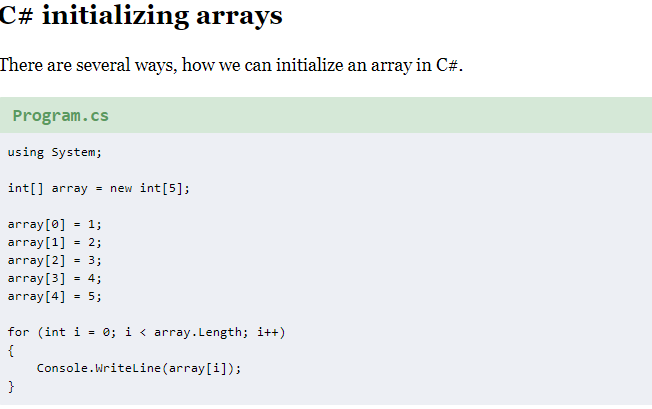 C# initializing arrays
There are several ways, how we can initialize an array in C#.
Program.cs
using System;
int[] array = new int[5];
array[0] = 1;
array[1] = 2;
array[2] = 3;
array[3] = 4;
array[4] = 5;
for (int i = 0; i < array.Length; i++)
{
    Console.WriteLine(array[i]);
}